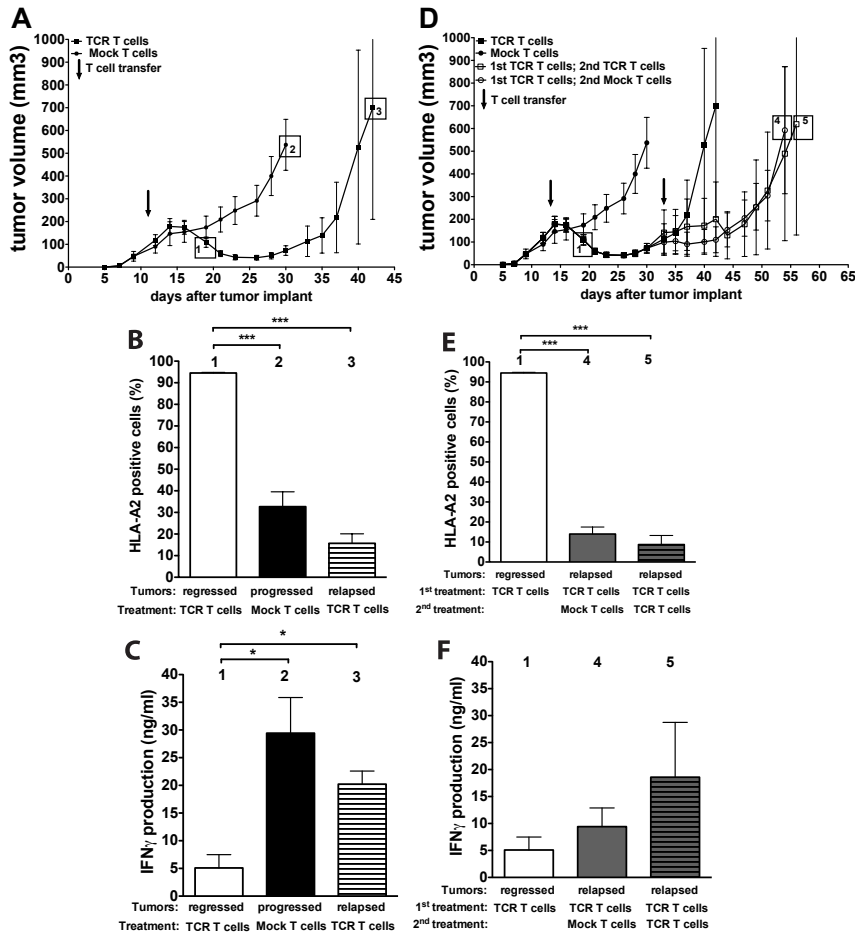 A
tumor volume (mm3)
1000
900
800
700
600
500
400
300
200
100
0
TCR T cells
Mock T cells
T cell transfer
1
2
3
0 5 10 15 20 25 30 35 40 45
days after tumor implant
D
tumor volume (mm3)
1000
900
800
700
600
500
400
300
200
100
0
TCR T cells
Mock T cells
1st TCR T cells; 2nd TCR T cells
1st TCR T cells; 2nd Mock T cells
T cell transfer
1
4
5
0 5 10 15 20 25 30 35 40 45 50 55 60 65
days after tumor implant
B
HLA-A2 positive cells (%)
***
***
1 2 3
100
90
80
70
60
50
40
30
20
10
0
Tumors: regressed progressed relapsed
Treatment: TCR T cells Mock T cells TCR T cells
E
HLA-A2 positive cells (%)
***
***
1 4 5
100
90
80
70
60
50
40
30
20
10
0
Tumors: regressed relapsed relapsed
1st treatment: TCR T cells TCR T cells TCR T cells
2nd treatment: Mock T cells TCR T cells
C
IFNγ production (ng/ml)
*
*
1 2 3
40
35
30
25
20
15
10
5
0
Tumors: regressed progressed relapsed
Treatment: TCR T cells Mock T cells TCR T cells
F
IFNγ production (ng/ml)
1 4 5
40
35
30
25
20
15
10
5
0
Tumors: regressed relapsed relapsed
1st treatment: TCR T cells TCR T cells TCR T cells
2nd treatment: Mock T cells TCR T cells